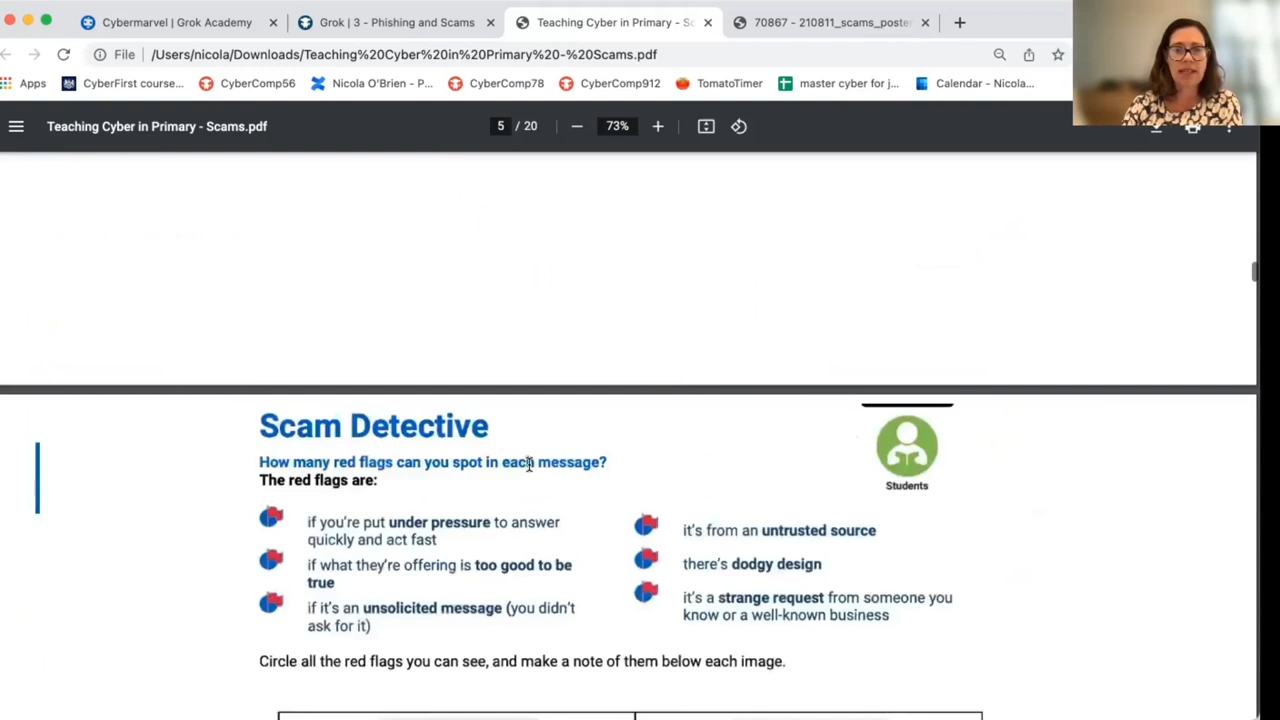 Cybermarvel | Grok Academy
Grok | 3 - Phishing and Scams
Teaching Cyber in Primary - Sc
70867 - 210811_scams_poste
File
/Users/nicola/Downloads/Teaching%20Cyber%20in%20Primary%20-%20Scams.pdf
Apps
CyberFirst course...
CyberComp56
Nicola O'Brien - P...
CyberComp78
CyberComp912
TomatoTimer
master cyber for j...
Calendar - Nicola...
Teaching Cyber in Primary - Scams.pdf
5 / 20
73%
Scam Detective
How many red flags can you spot in each message?
The red flags are:
Students
if you're put under pressure to answer
quickly and act fast
if what they're offering is too good to be
true
if it's an unsolicited message (you didn't
ask for it)
it's from an untrusted source
there's dodgy design
it's a strange request from someone you
know or a well-known business
Circle all the red flags you can see, and make a note of them below each image.